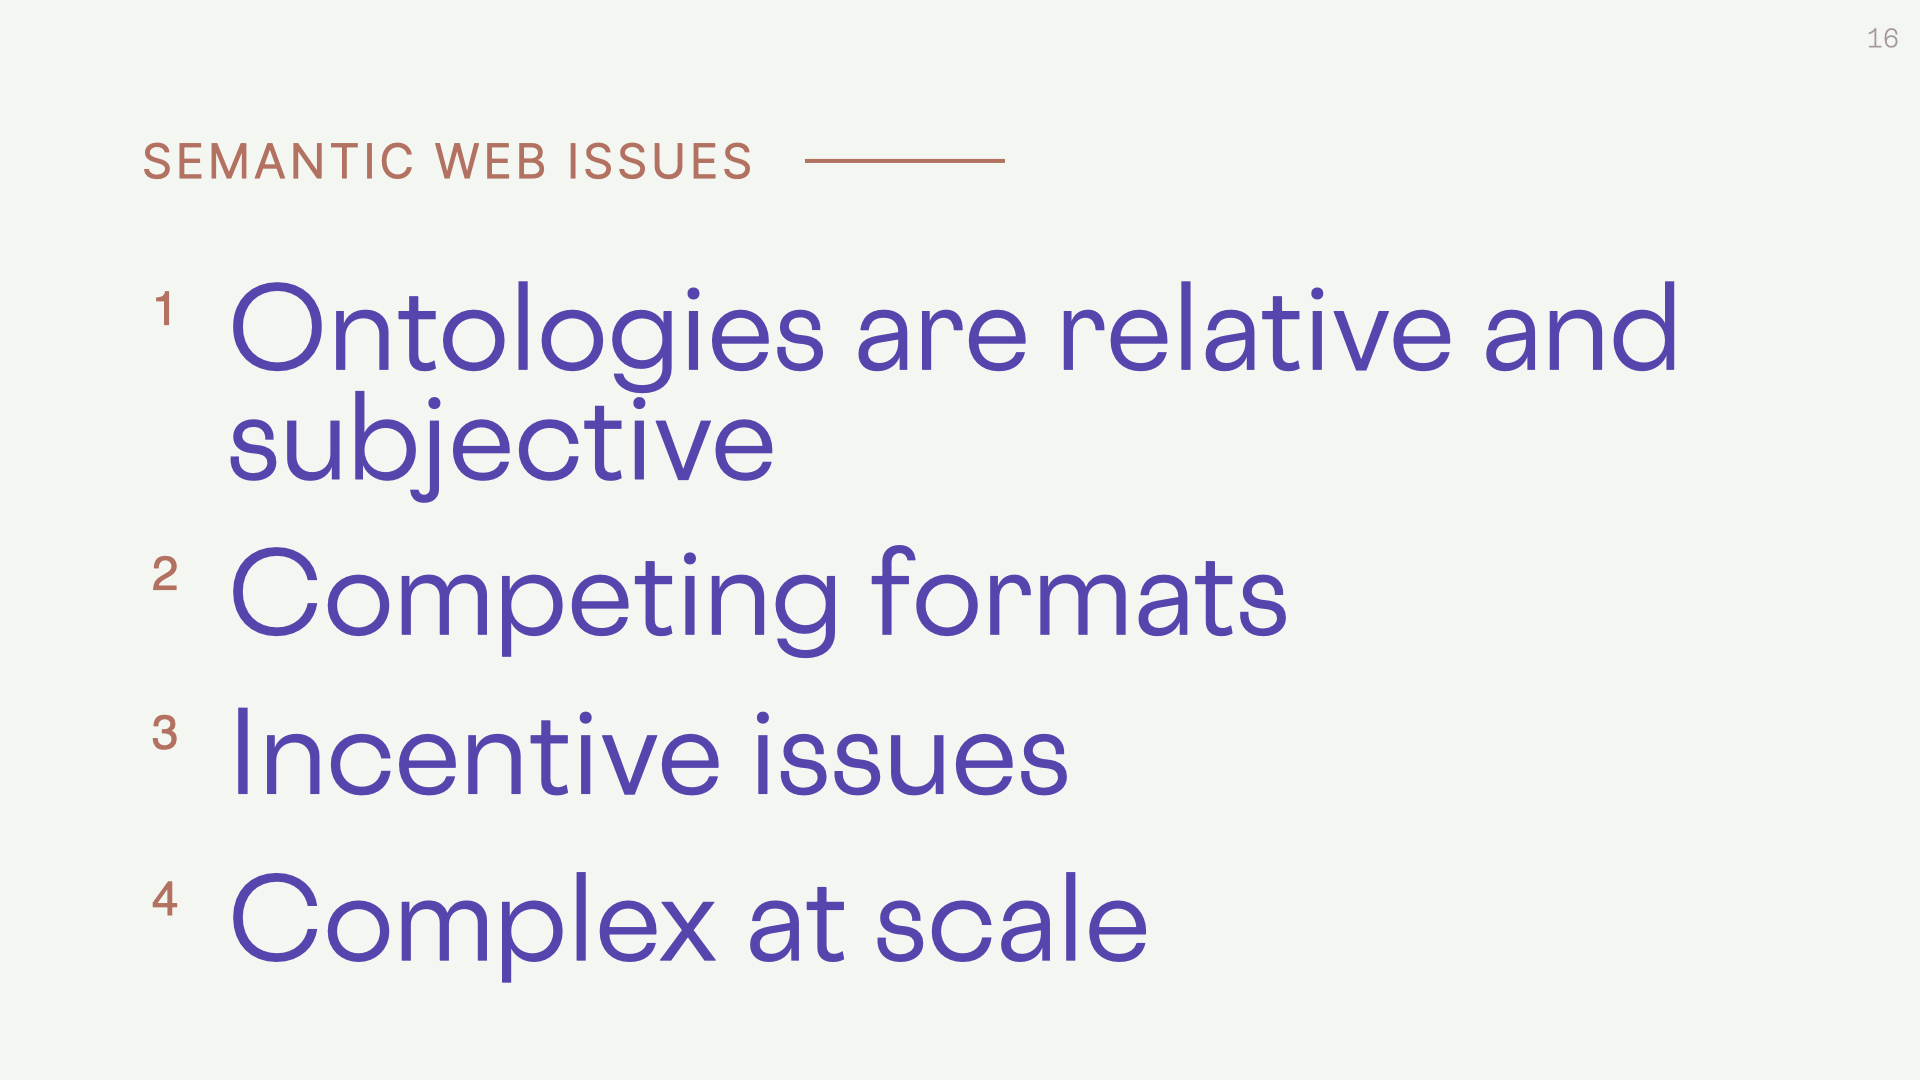 16
SEMANTIC WEB ISSUES
1 Ontologies are relative and
subjective
2 Competing formats
3 Incentive issues
4 Complex at scale